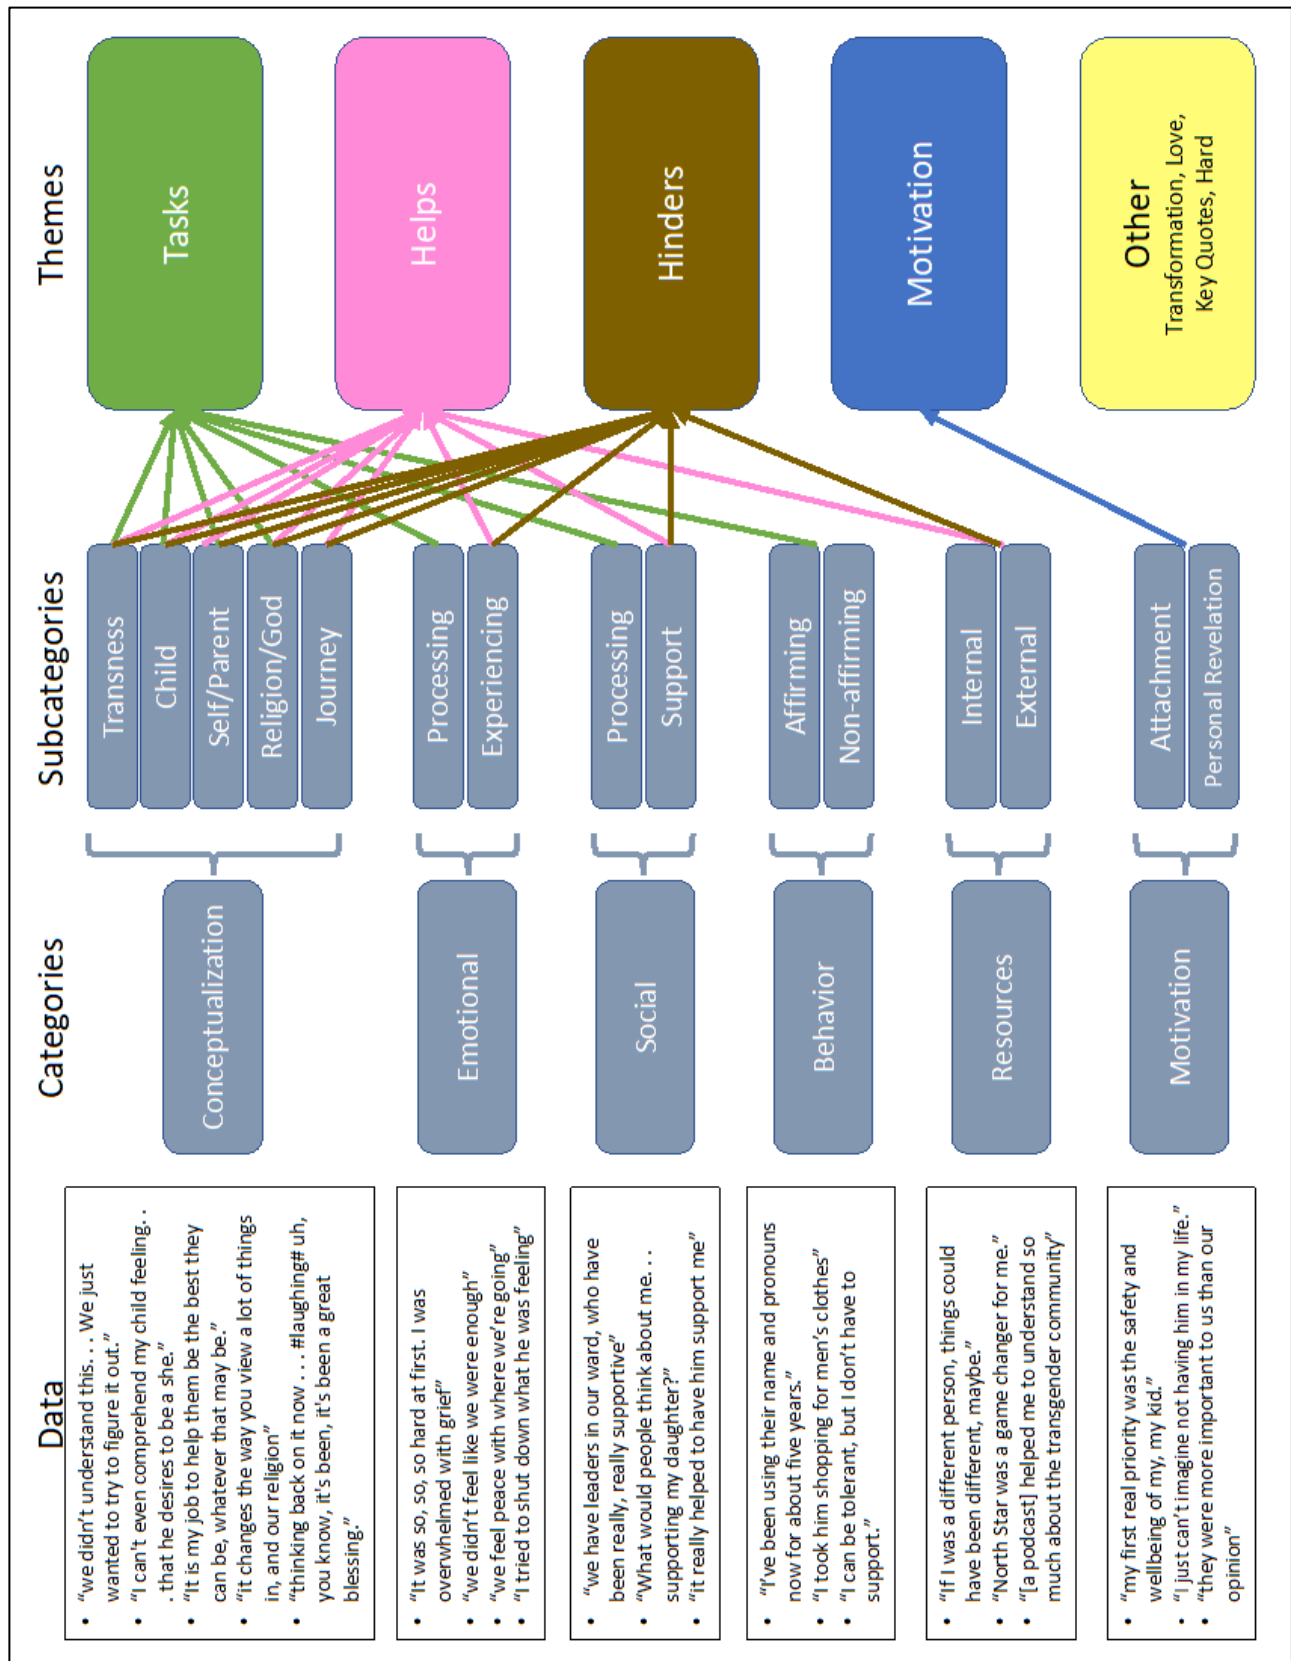 Data
Categories
Subcategories
Themes
• “we didn’t understand this. . . We just
wanted to try to figure it out.”
• “I can't even comprehend my child feeling. .
. that he desires to be a she.”
• “It is my job to help them be the best they
can be, whatever that may be.”
• “it changes the way you view a lot of things
in, and our religion”
• “thinking back on it now . . . #laughing# uh,
you know, it's been, it's been a great
blessing.”
Conceptualization
Transness
Child
Self/Parent
Religion/God
Journey
• “It was so, so, so hard at first. I was
overwhelmed with grief”
• “we didn’t feel like we were enough”
• “we feel peace with where we’re going”
• “I tried to shut down what he was feeling”
Emotional
Processing
Experiencing
• “we have leaders in our ward, who have
been really, really supportive”
• “What would people think about me. . .
supporting my daughter?”
• “it really helped to have him support me”
Social
Processing
Support
• “I’ve been using their name and pronouns
now for about five years.”
• “I took him shopping for men’s clothes”
• “I can be tolerant, but I don’t have to
support.”
Behavior
Affirming
Non-affirming
• “If I was a different person, things could
have been different, maybe.”
• “North Star was a game changer for me.”
• “[a podcast] helped me to understand so
much about the transgender community”
Resources
Internal
External
• “my first real priority was the safety and
wellbeing of my, my kid.”
• “I just can’t imagine not having him in my life.”
• “they were more important to us than our
opinion”
Motivation
Attachment
Personal Revelation
Tasks
Helps
Hinders
Motivation
Other
Transformation, Love,
Key Quotes, Hard